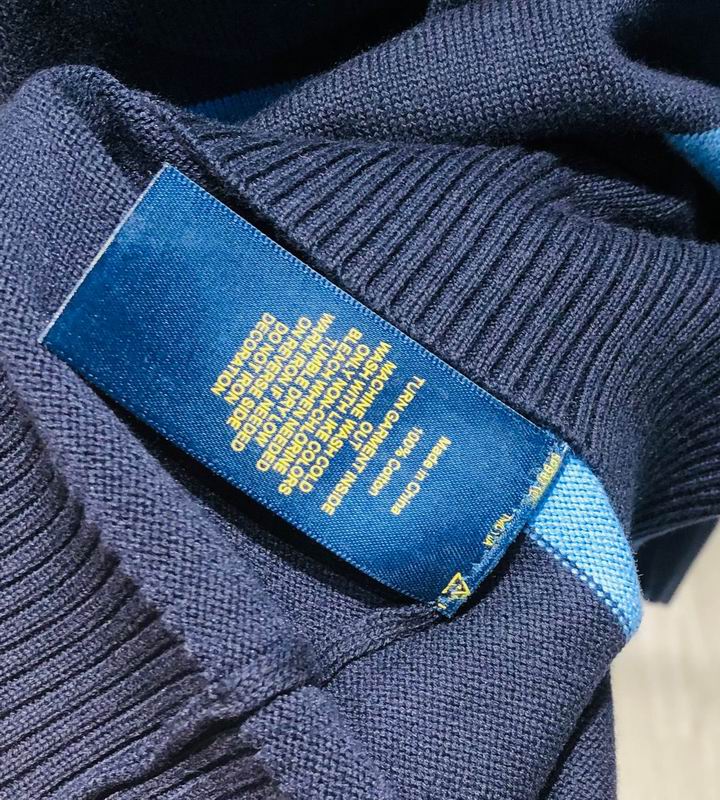 Made in China
100% Cotton
TURN GARMENT INSIDE
OUT
MACHINE WASH COLD
WASH WITH LIKE COLORS
ONLY NON-CHLORINE
BLEACH WHEN NEEDED
TUMBLE DRY LOW
WARM IRON IF NEEDED
ON REVERSE SIDE
DO NOT IRON
DECORATION